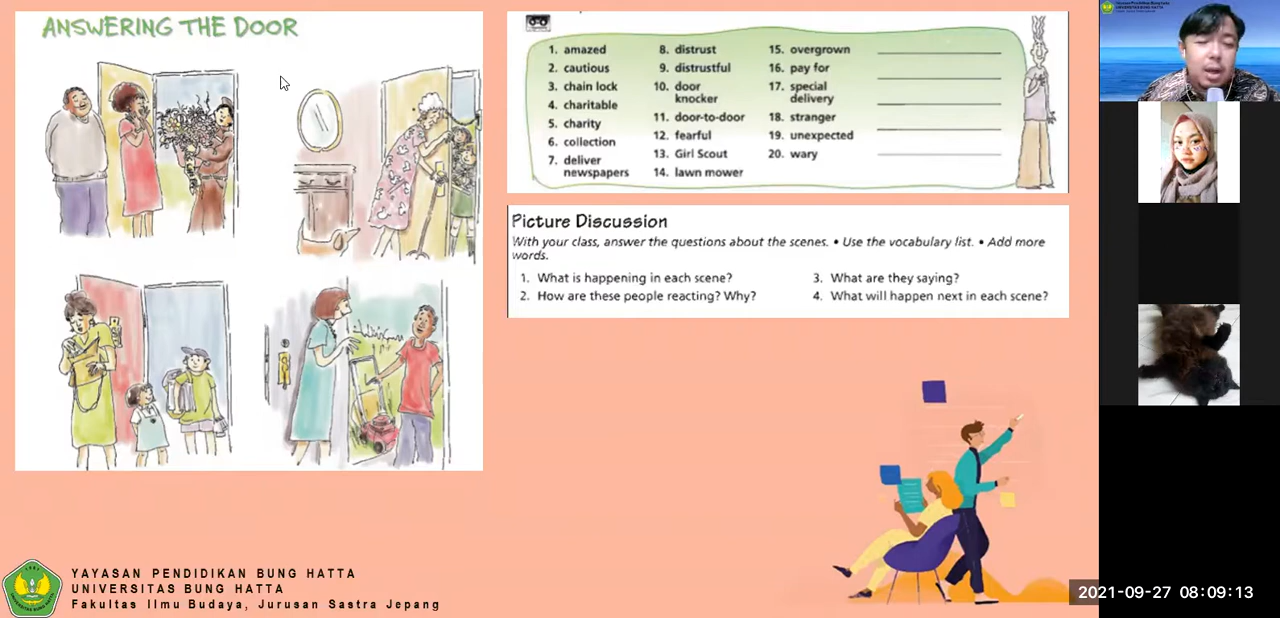 ANSWERING THE DOOR
1. amazed
2. cautious
3. chain lock
4. charitable
5. charity
6. collection
7. deliver
newspapers
8. distrust
9. distrustful
10. door
knocker
11. door-to-door
12. fearful
13. Girl Scout
14. lawn mower
15. overgrown
16. pay for
17. special
delivery
18. stranger
19. unexpected
20. wary
Picture Discussion
With your class, answer the questions about the scenes. • Use the vocabulary list. • Add more
words.
1. What is happening in each scene?
2. How are these people reacting? Why?
3. What are they saying?
4. What will happen next in each scene?
YAYASAN PENDIDIKAN BUNG HATTA
UNIVERSITAS BUNG HATTA
Fakultas Ilmu Budaya, Jurusan Sastra Jepang
2021-09-27 08:09:13